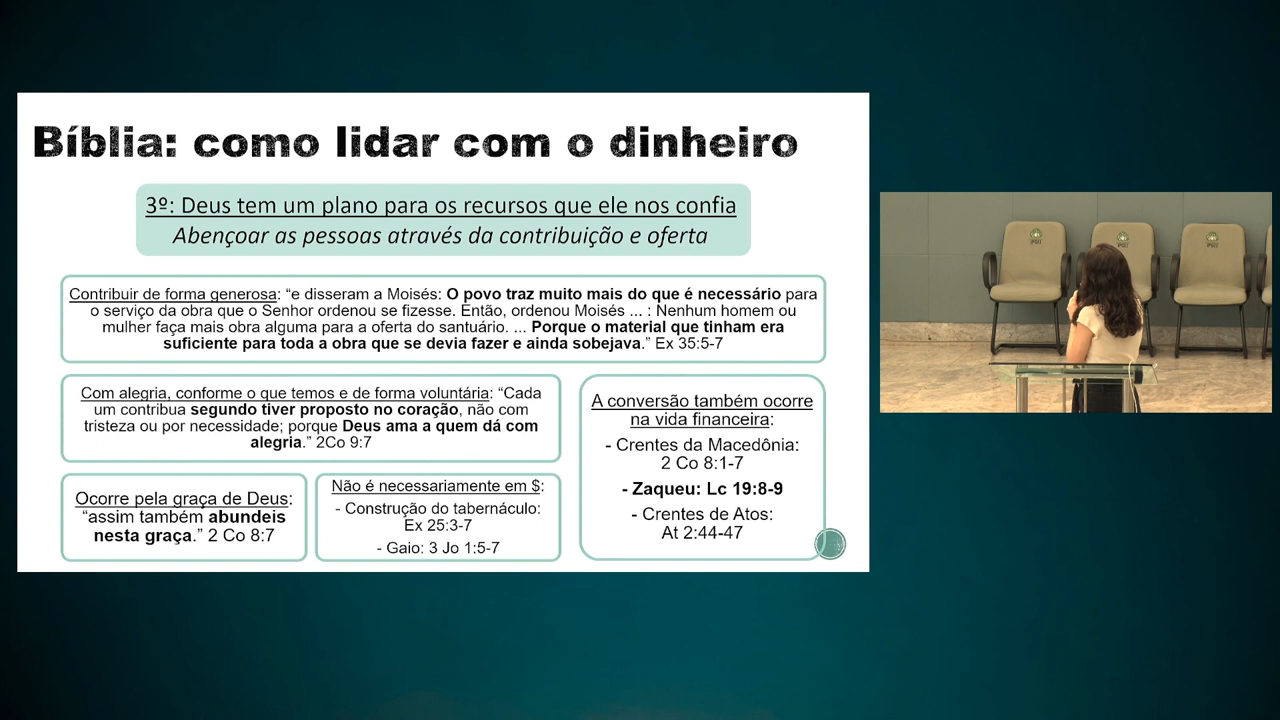 Bíblia: como lidar com o dinheiro
3º: Deus tem um plano para os recursos que ele nos confia
Abençoar as pessoas através da contribuição e oferta
Contribuir de forma generosa: “e disseram a Moisés: O povo traz muito mais do que é necessário para
o serviço da obra que o Senhor ordenou se fizesse. Então, ordenou Moisés ... : Nenhum homem ou
mulher faça mais obra alguma para a oferta do santuário. ... Porque o material que tinham era
suficiente para toda a obra que se devia fazer e ainda sobejava.” Ex 35:5-7
Com alegria, conforme o que temos e de forma voluntária: “Cada
um contribua segundo tiver proposto no coração, não com
tristeza ou por necessidade; porque Deus ama a quem dá com
alegria.” 2Co 9:7
Ocorre pela graça de Deus:
“assim também abundeis
nesta graça.” 2 Co 8:7
Não é necessariamente em $:
- Construção do tabernáculo:
Ex 25:3-7
- Gaio: 3 Jo 1:5-7
A conversão também ocorre
na vida financeira:
- Crentes da Macedônia:
2 Co 8:1-7
- Zaqueu: Lc 19:8-9
- Crentes de Atos:
At 2:44-47